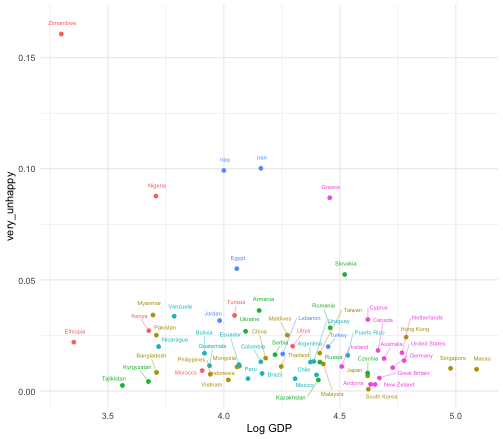 Zimambwe
0.15
Iraq
Iran
0.10
Nigeria
Greece
Egypt
Slovakia
0.05
Myanmar
Vanzuela
Tunisia
Armenia
Romania
Taiwan
Cyprus
Netherlands
Kenya
Jordan
Maldives
Lebanon
Uruguay
Canada
Hong Kong
Pakistan
Bolivia
Ecuador
Ukraine
China
Libya
Turkey
Puerto Rico
United States
Ethiopia
Nicaragua
Guatemala
Colombia
Serbia
Argentina
Ireland
Australia
Germany
Bangladesh
Philippines
Mongolia
Thailand
Czechia
Kyrgyzstan
Morocco
Indonesia
Peru
Brazil
Chile
Japan
Great Britain
Singapore
Macau
Tajikistan
Vietnam
Mexico
Andorra
New Zeland
Kazakhstan
Malaysia
South Korea
0.00
3.5
4.0
4.5
5.0
Log GDP
very_unhappy